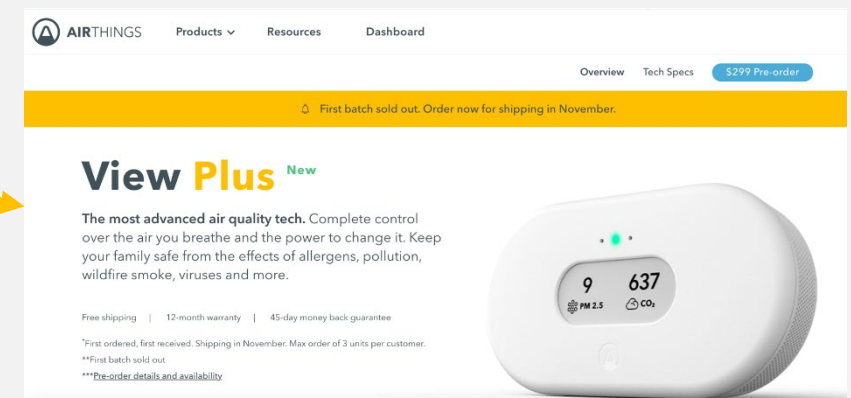 AIRTHINGS Products Resources Dashboard
Overview Tech Specs $299 Pre-order
First batch sold out. Order now for shipping in November.
View Plus New
The most advanced air quality tech. Complete control
over the air you breathe and the power to change it. Keep
your family safe from the effects of allergens, pollution,
wildfire smoke, viruses and more.
Free shipping | 12-month warranty | 45-day money back guarantee
*First ordered, first received. Shipping in November. Max order of 3 units per customer.
**First batch sold out
***Pre-order details and availability
9 637
PM 2.5 CO₂